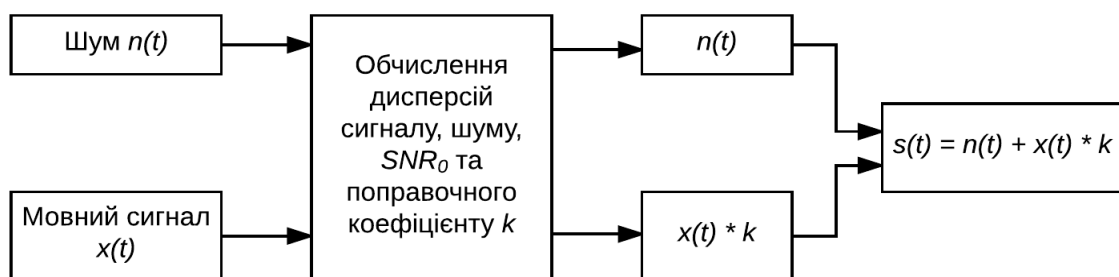 Шум n(t)
Мовний сигнал
x(t)
Обчислення
дисперсій
сигналу, шуму,
SNR₀ та
поправочного
коефіцієнту k
n(t)
x(t) * k
s(t) = n(t) + x(t) * k